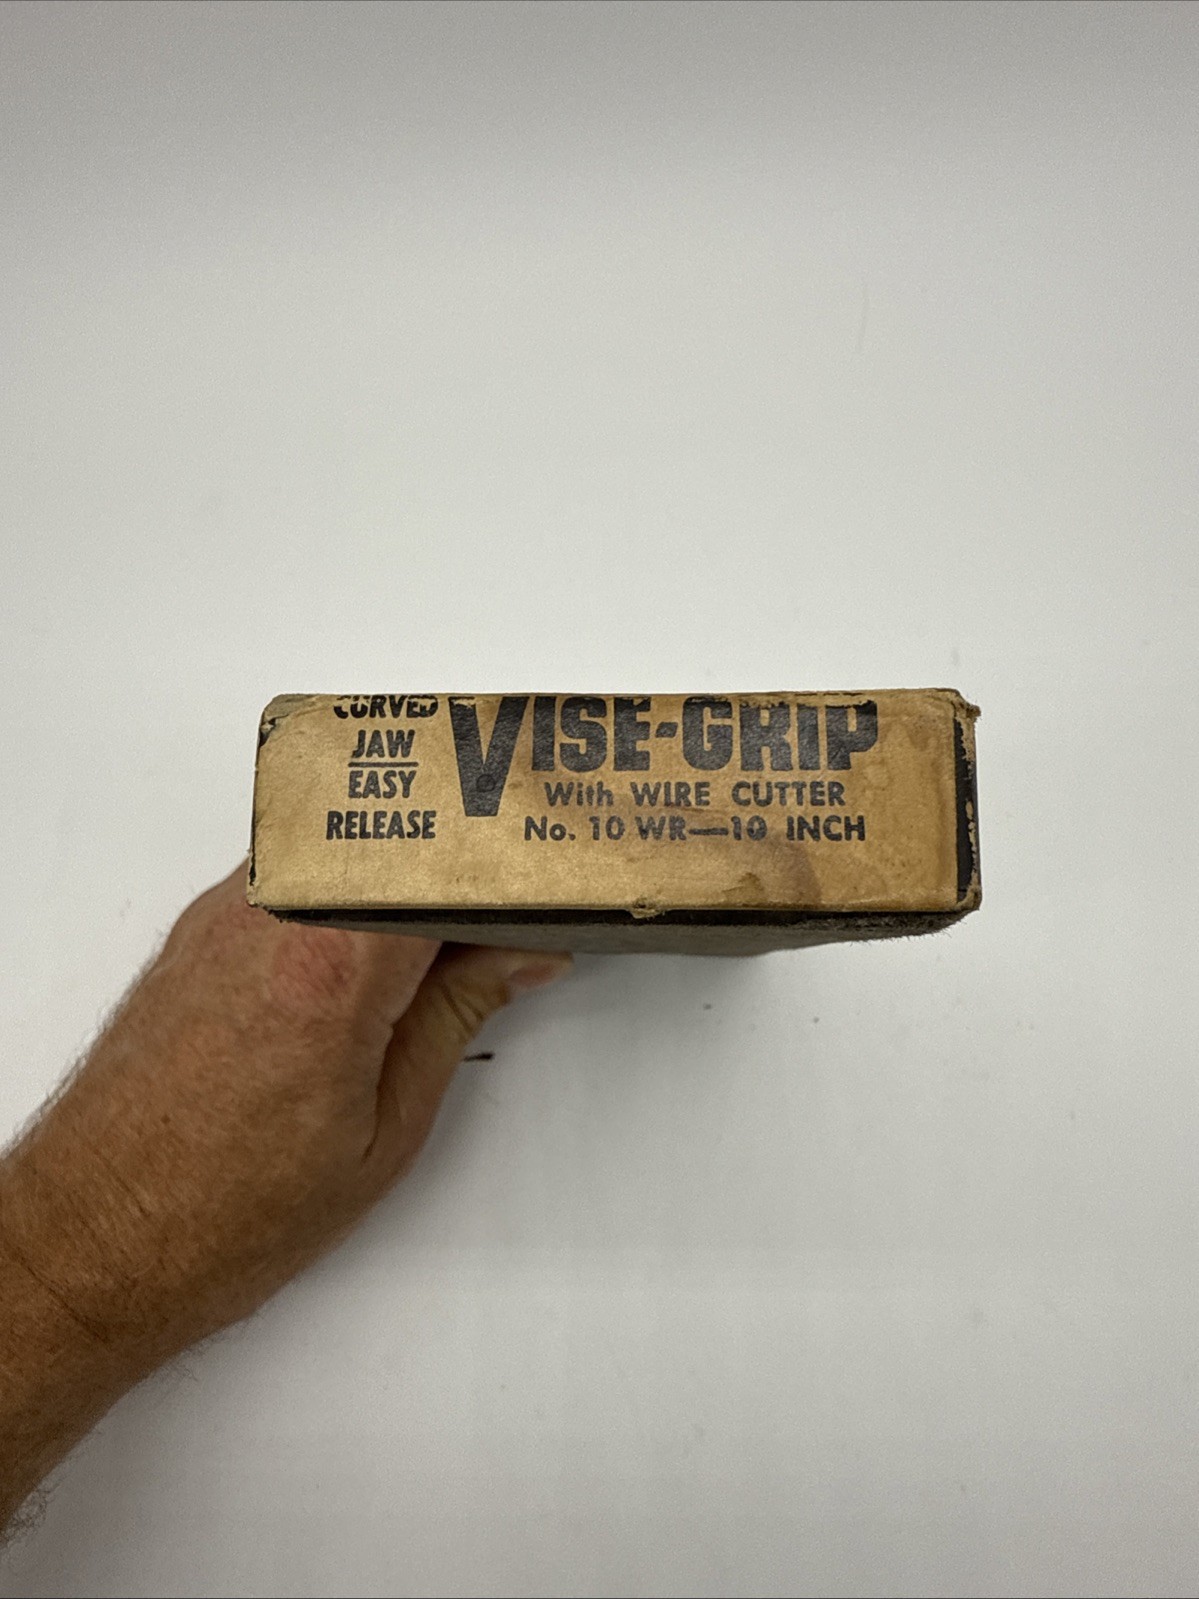 CURVED
JAW
EASY
RELEASE
VISE-GRIP
With WIRE CUTTER
No. 10 WR—10 INCH